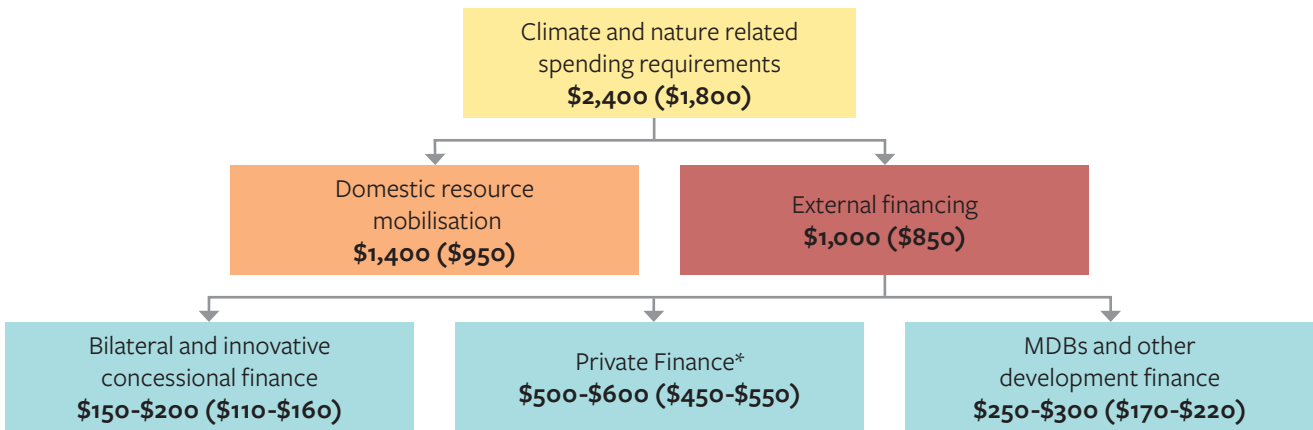 Climate and nature related
spending requirements
$2,400 ($1,800)
Domestic resource
mobilisation
$1,400 ($950)
External financing
$1,000 ($850)
Bilateral and innovative
concessional finance
$150-$200 ($110-$160)
Private Finance*
$500-$600 ($450-$550)
MDBs and other
development finance
$250-$300 ($170-$220)